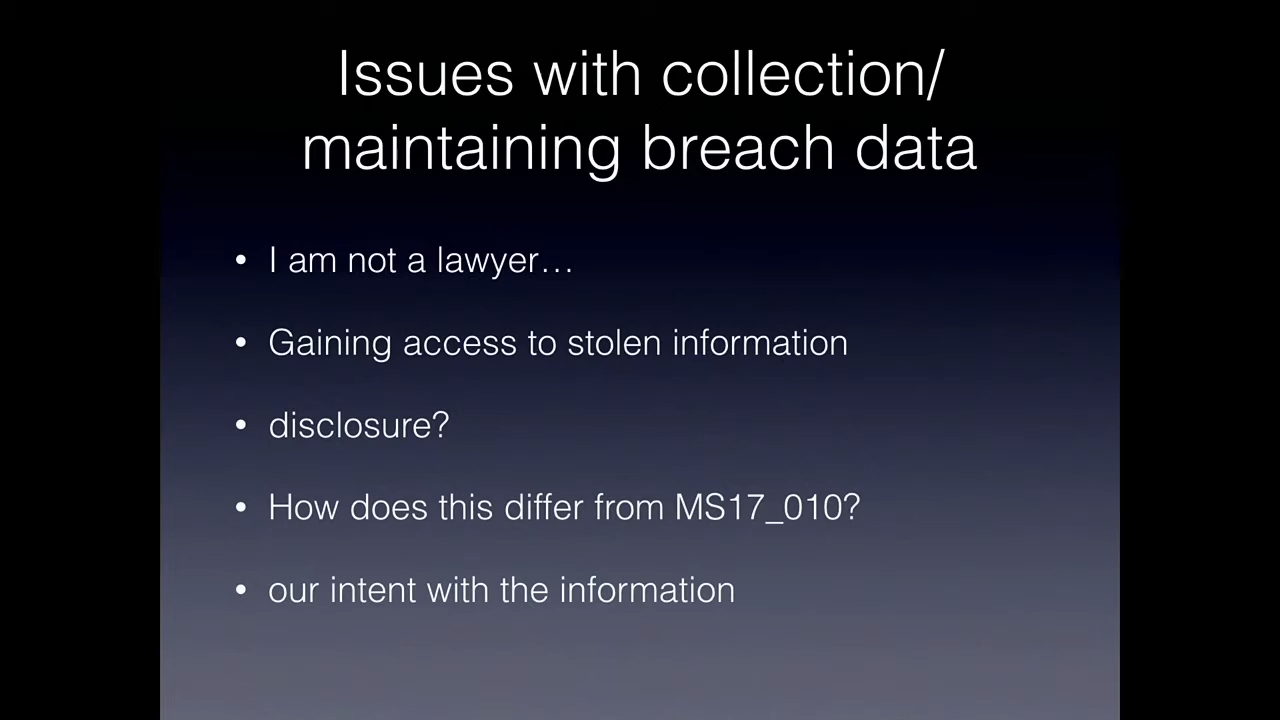 Issues with collection/
maintaining breach data
• I am not a lawyer…
• Gaining access to stolen information
• disclosure?
• How does this differ from MS17_010?
• our intent with the information